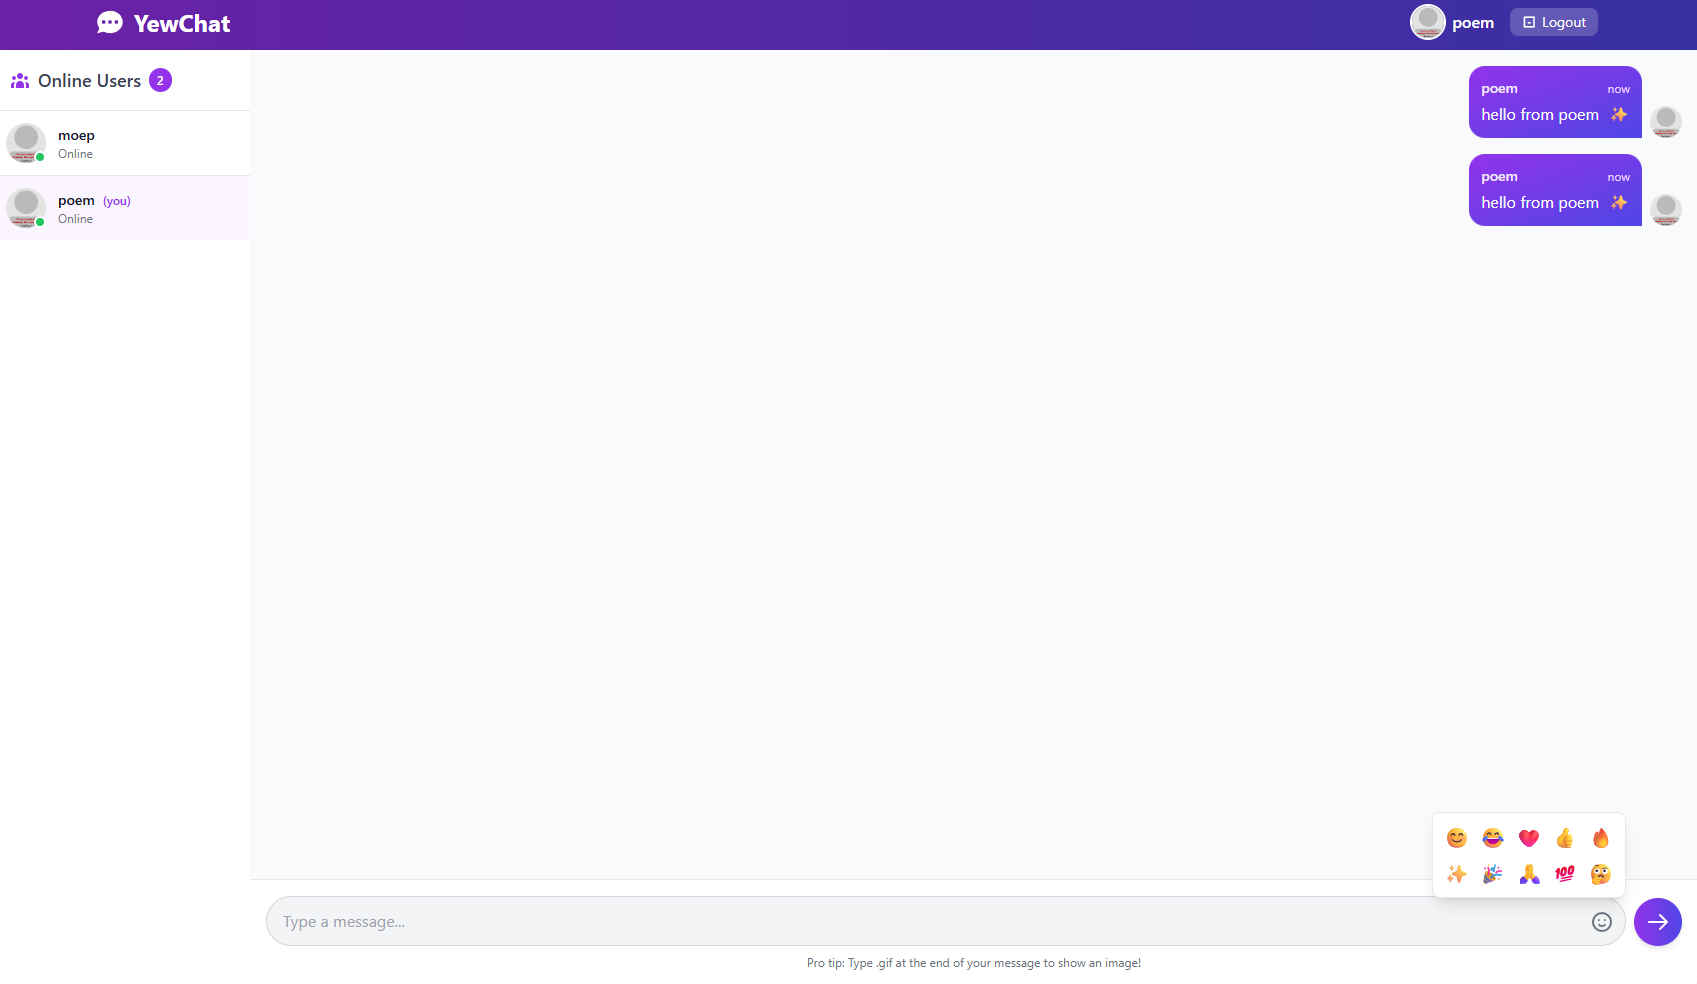 YewChat
poem
Logout
Online Users 2
moep
Online
poem (you)
Online
poem now
hello from poem ✨
poem now
hello from poem ✨
😊 😂 ❤️ 👍 🔥
✨ 🎉 🙏 💯 🤔
Type a message...
Pro tip: Type .gif at the end of your message to show an image!